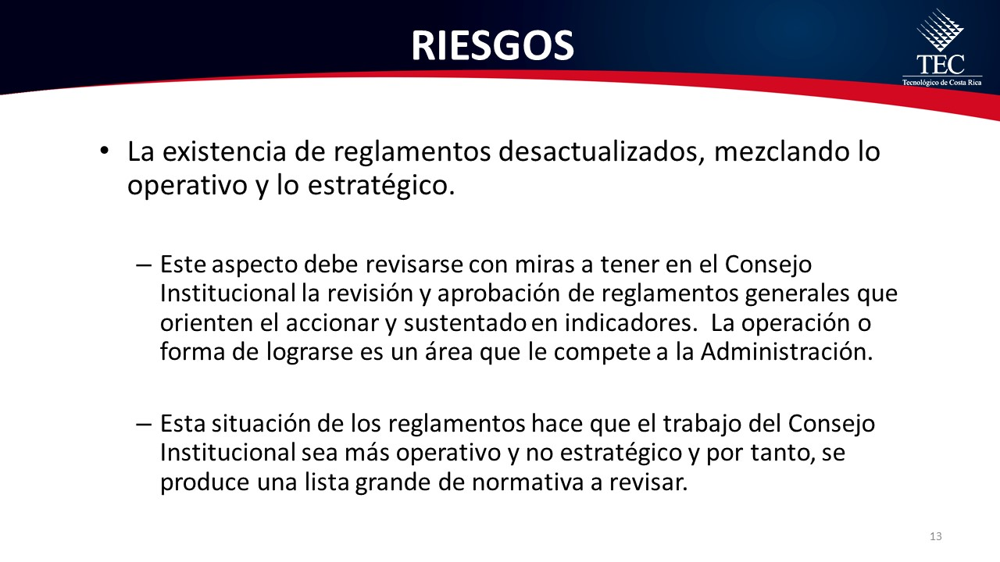 RIESGOS
TEC
Tecnológico de Costa Rica
• La existencia de reglamentos desactualizados, mezclando lo
operativo y lo estratégico.
– Este aspecto debe revisarse con miras a tener en el Consejo
Institucional la revisión y aprobación de reglamentos generales que
orienten el accionar y sustentado en indicadores.  La operación o
forma de lograrse es un área que le compete a la Administración.
– Esta situación de los reglamentos hace que el trabajo del Consejo
Institucional sea más operativo y no estratégico y por tanto, se
produce una lista grande de normativa a revisar.
13